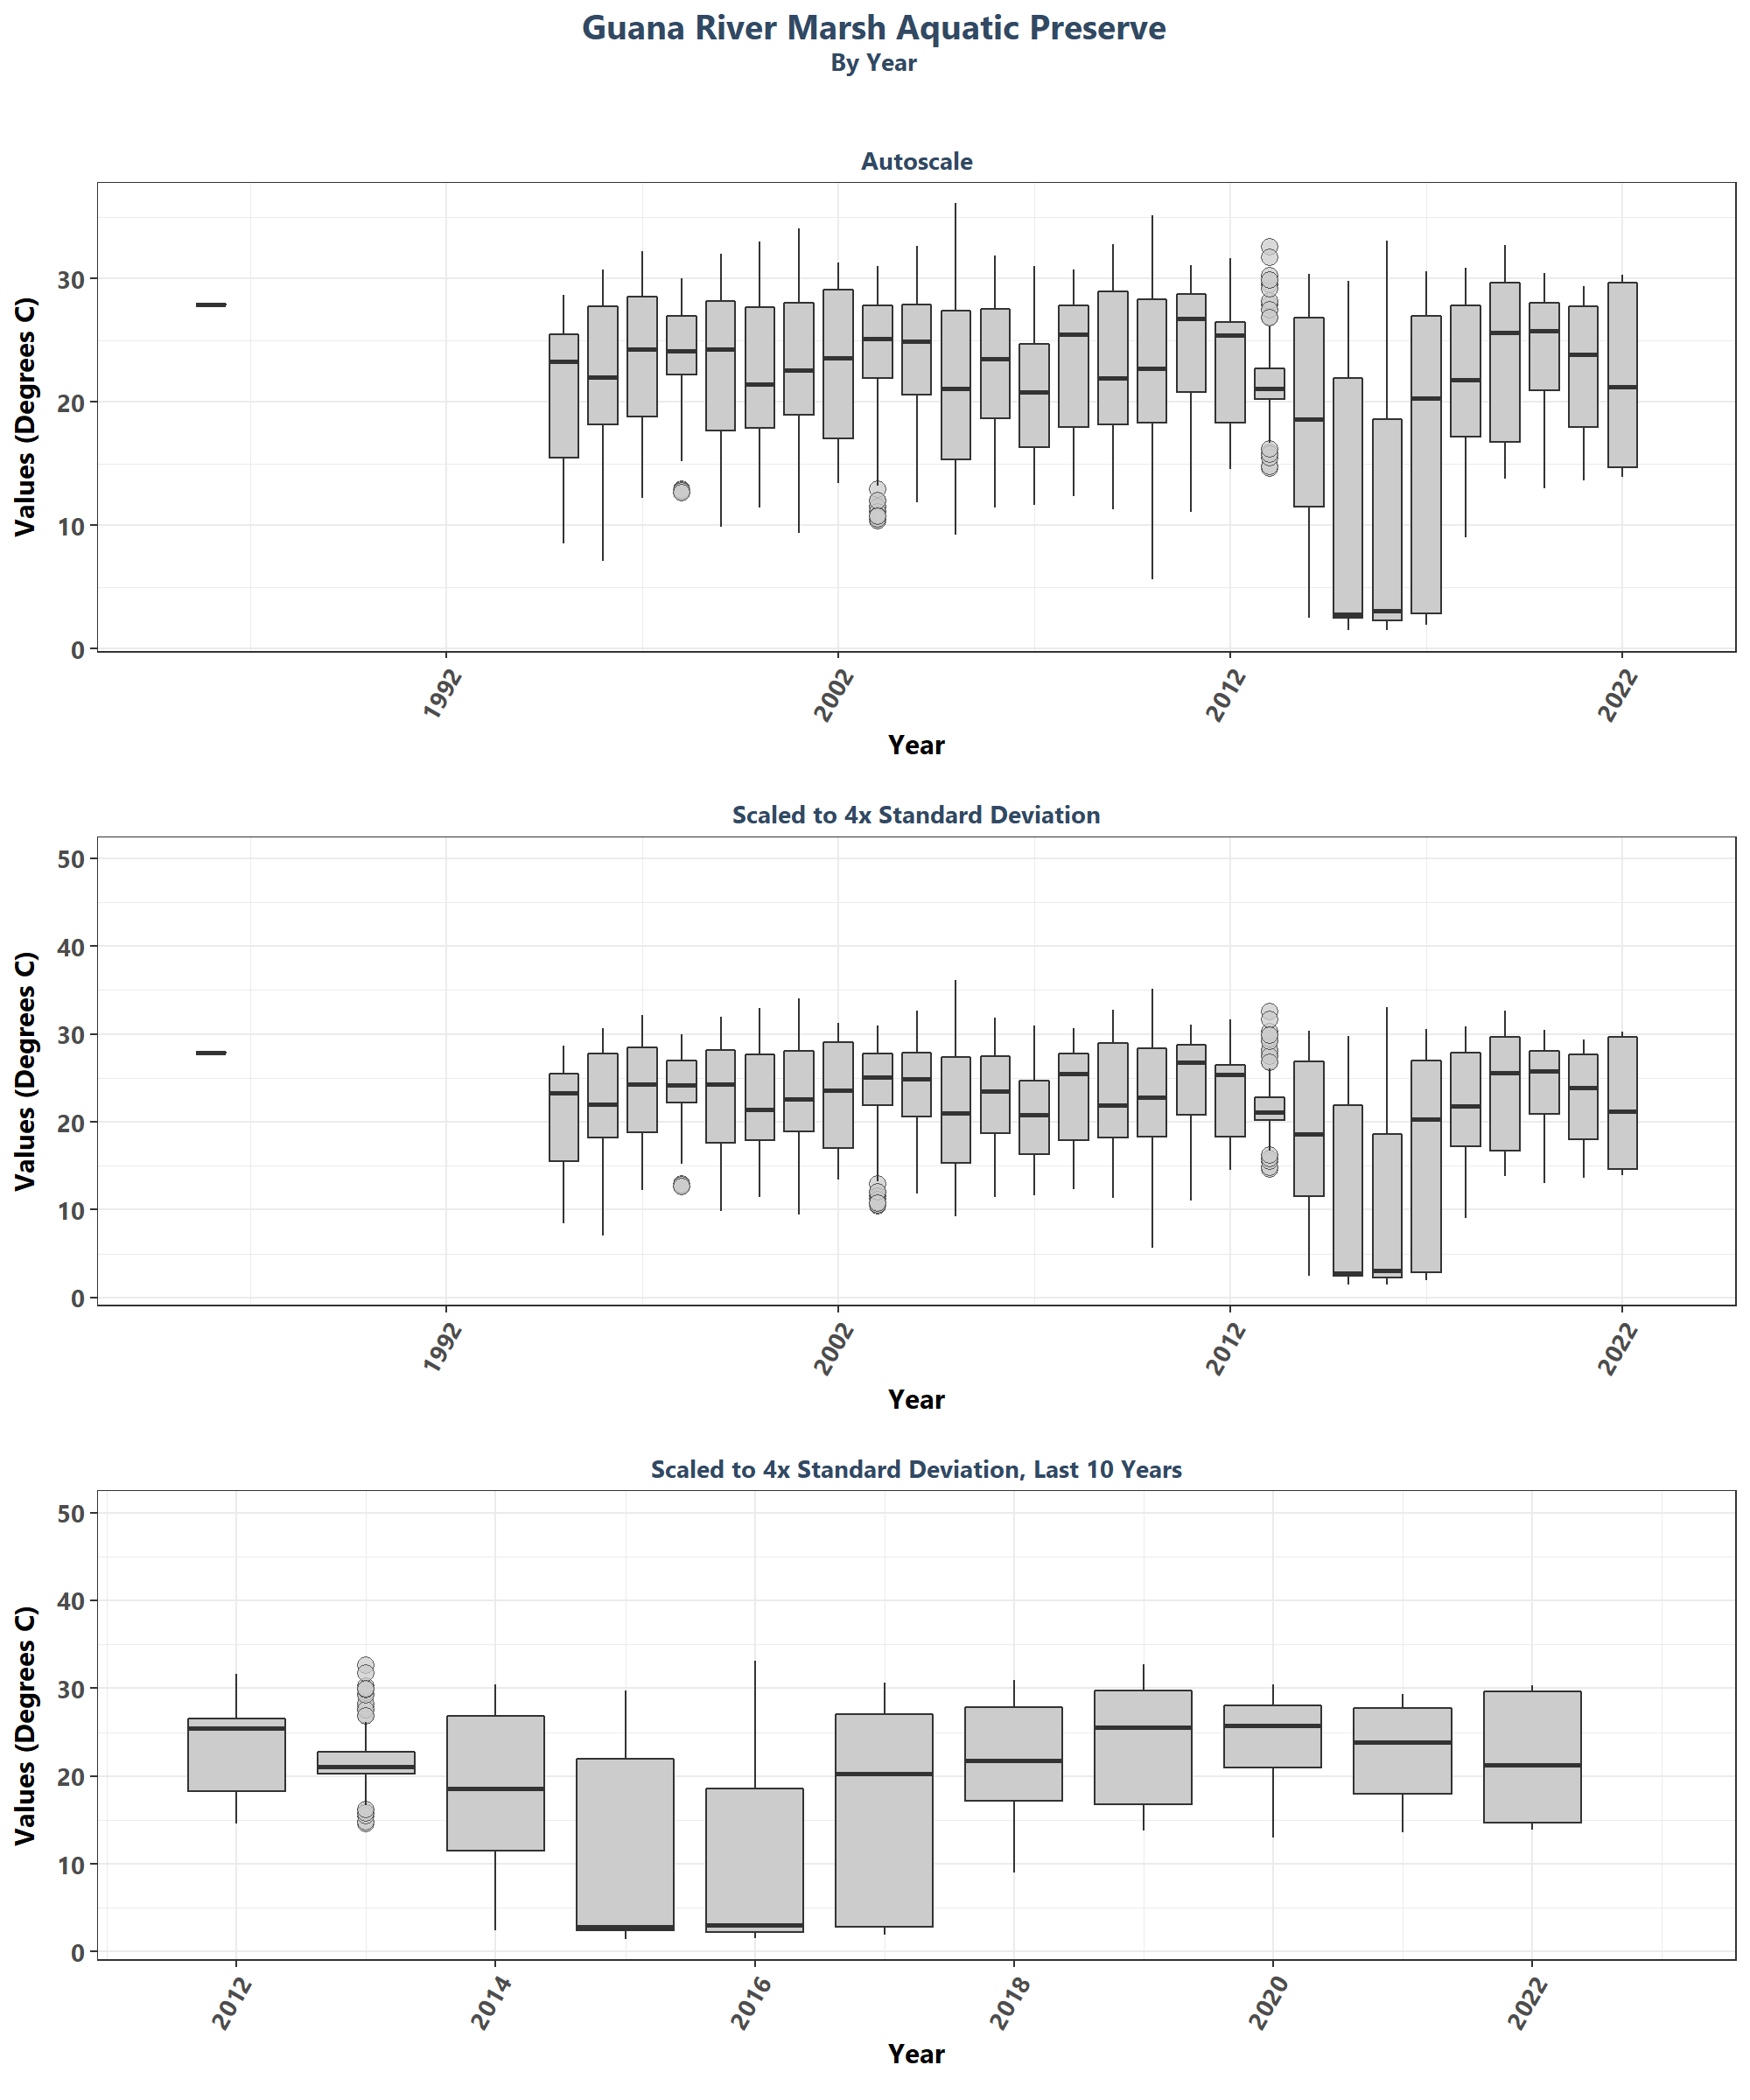 Guana River Marsh Aquatic Preserve
By Year
Autoscale
Values (Degrees C)
30
20
10
0
1992
2002
2012
2022
Year
Scaled to 4x Standard Deviation
Values (Degrees C)
50
40
30
20
10
0
1992
2002
2012
2022
Year
Scaled to 4x Standard Deviation, Last 10 Years
Values (Degrees C)
50
40
30
20
10
0
2012
2014
2016
2018
2020
2022
Year